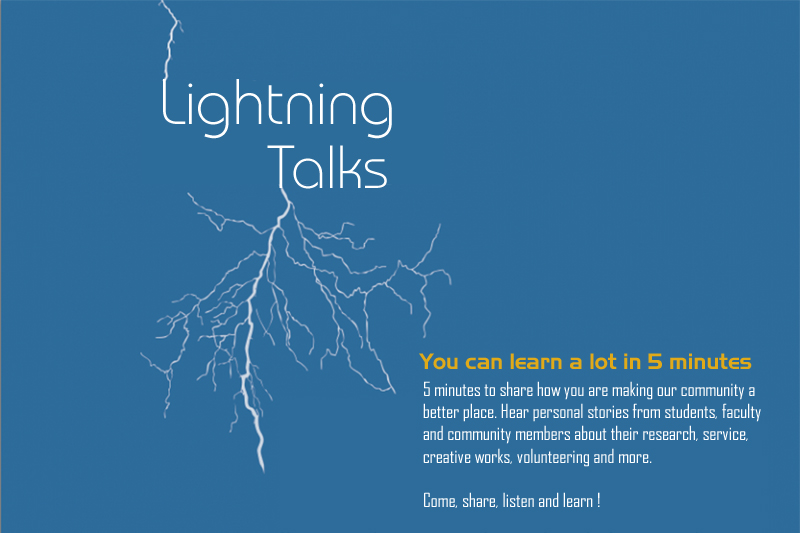 Lightning
Talks
You can learn a lot in 5 minutes
5 minutes to share how you are making our community a
better place. Hear personal stories from students, faculty
and community members about their research, service,
creative works, volunteering and more.
Come, share, listen and learn !